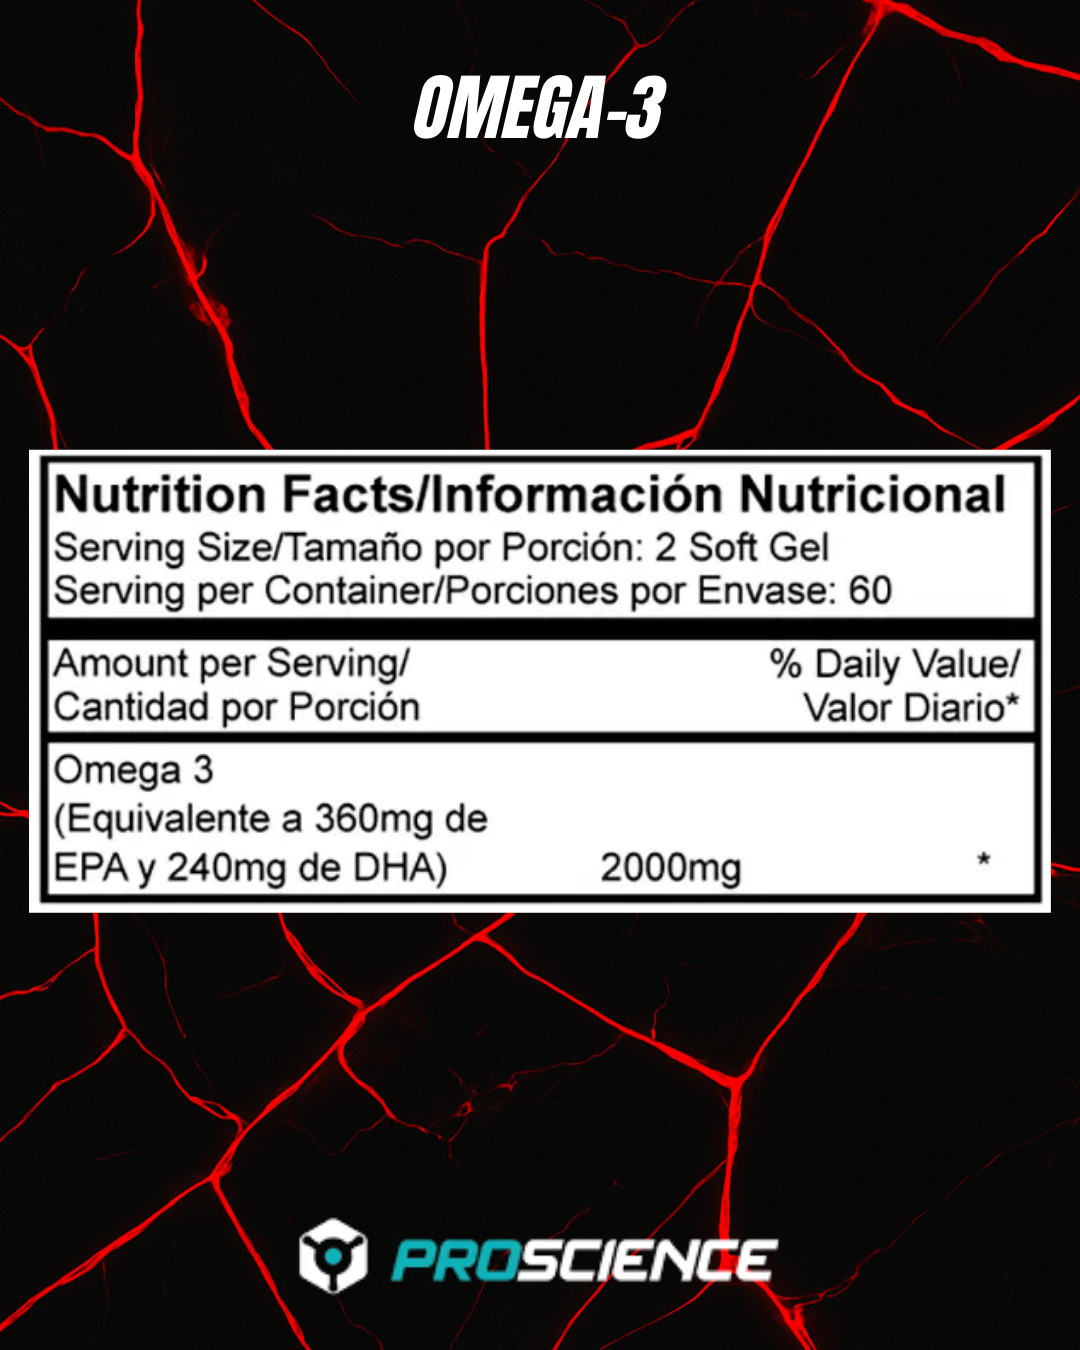 OMEGA-3
Nutrition Facts/Información Nutricional
Serving Size/Tamaño por Porción: 2 Soft Gel
Serving per Container/Porciones por Envase: 60
Amount per Serving/
Cantidad por Porción
% Daily Value/
Valor Diario*
Omega 3
(Equivalente a 360mg de
EPA y 240mg de DHA) 2000mg *
PROSCIENCE